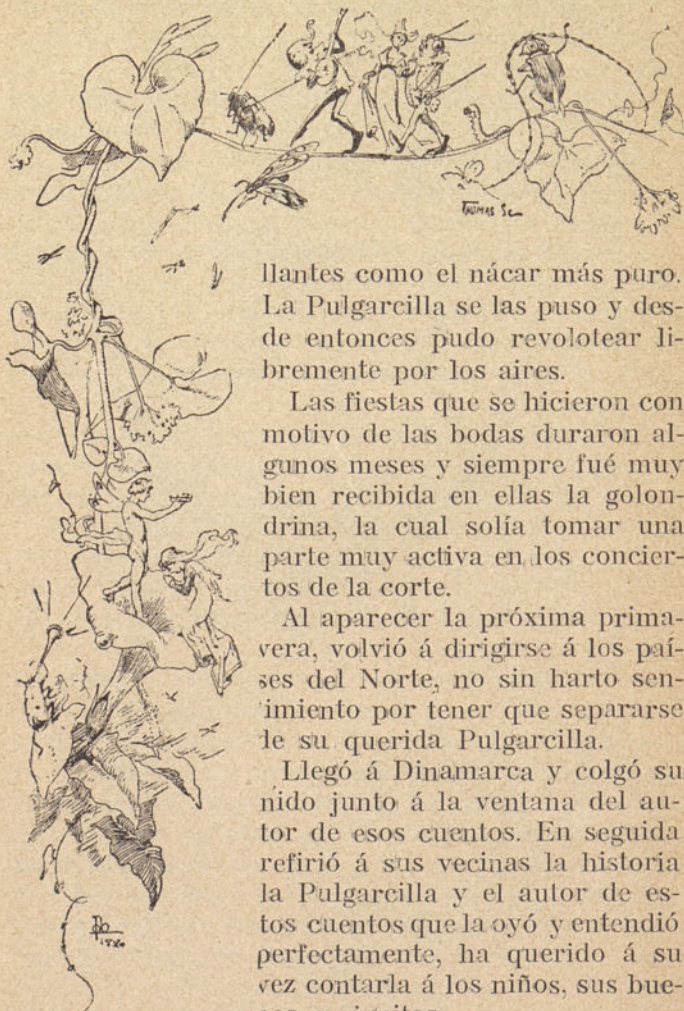 THOMAS Sc
llantes como el nácar más puro.
La Pulgarcilla se las puso y des-
de entonces pudo revolotear li-
bremente por los aires.
Las fiestas que se hicieron con
motivo de las bodas duraron al-
gunos meses y siempre fué muy
bien recibida en ellas la golon-
drina, la cual solía tomar una
parte muy activa en los concier-
tos de la corte.
Al aparecer la próxima prima-
vera, volvió á dirigirse á los paí-
ses del Norte, no sin harto sen-
imiento por tener que separarse
de su querida Pulgarcilla.
Llegó á Dinamarca y colgó su
nido junto á la ventana del au-
tor de esos cuentos. En seguida
refirió á sus vecinas la historia
la Pulgarcilla y el autor de es-
tos cuentos que la oyó y entendió
perfectamente, ha querido á su
vez contarla á los niños, sus bue-